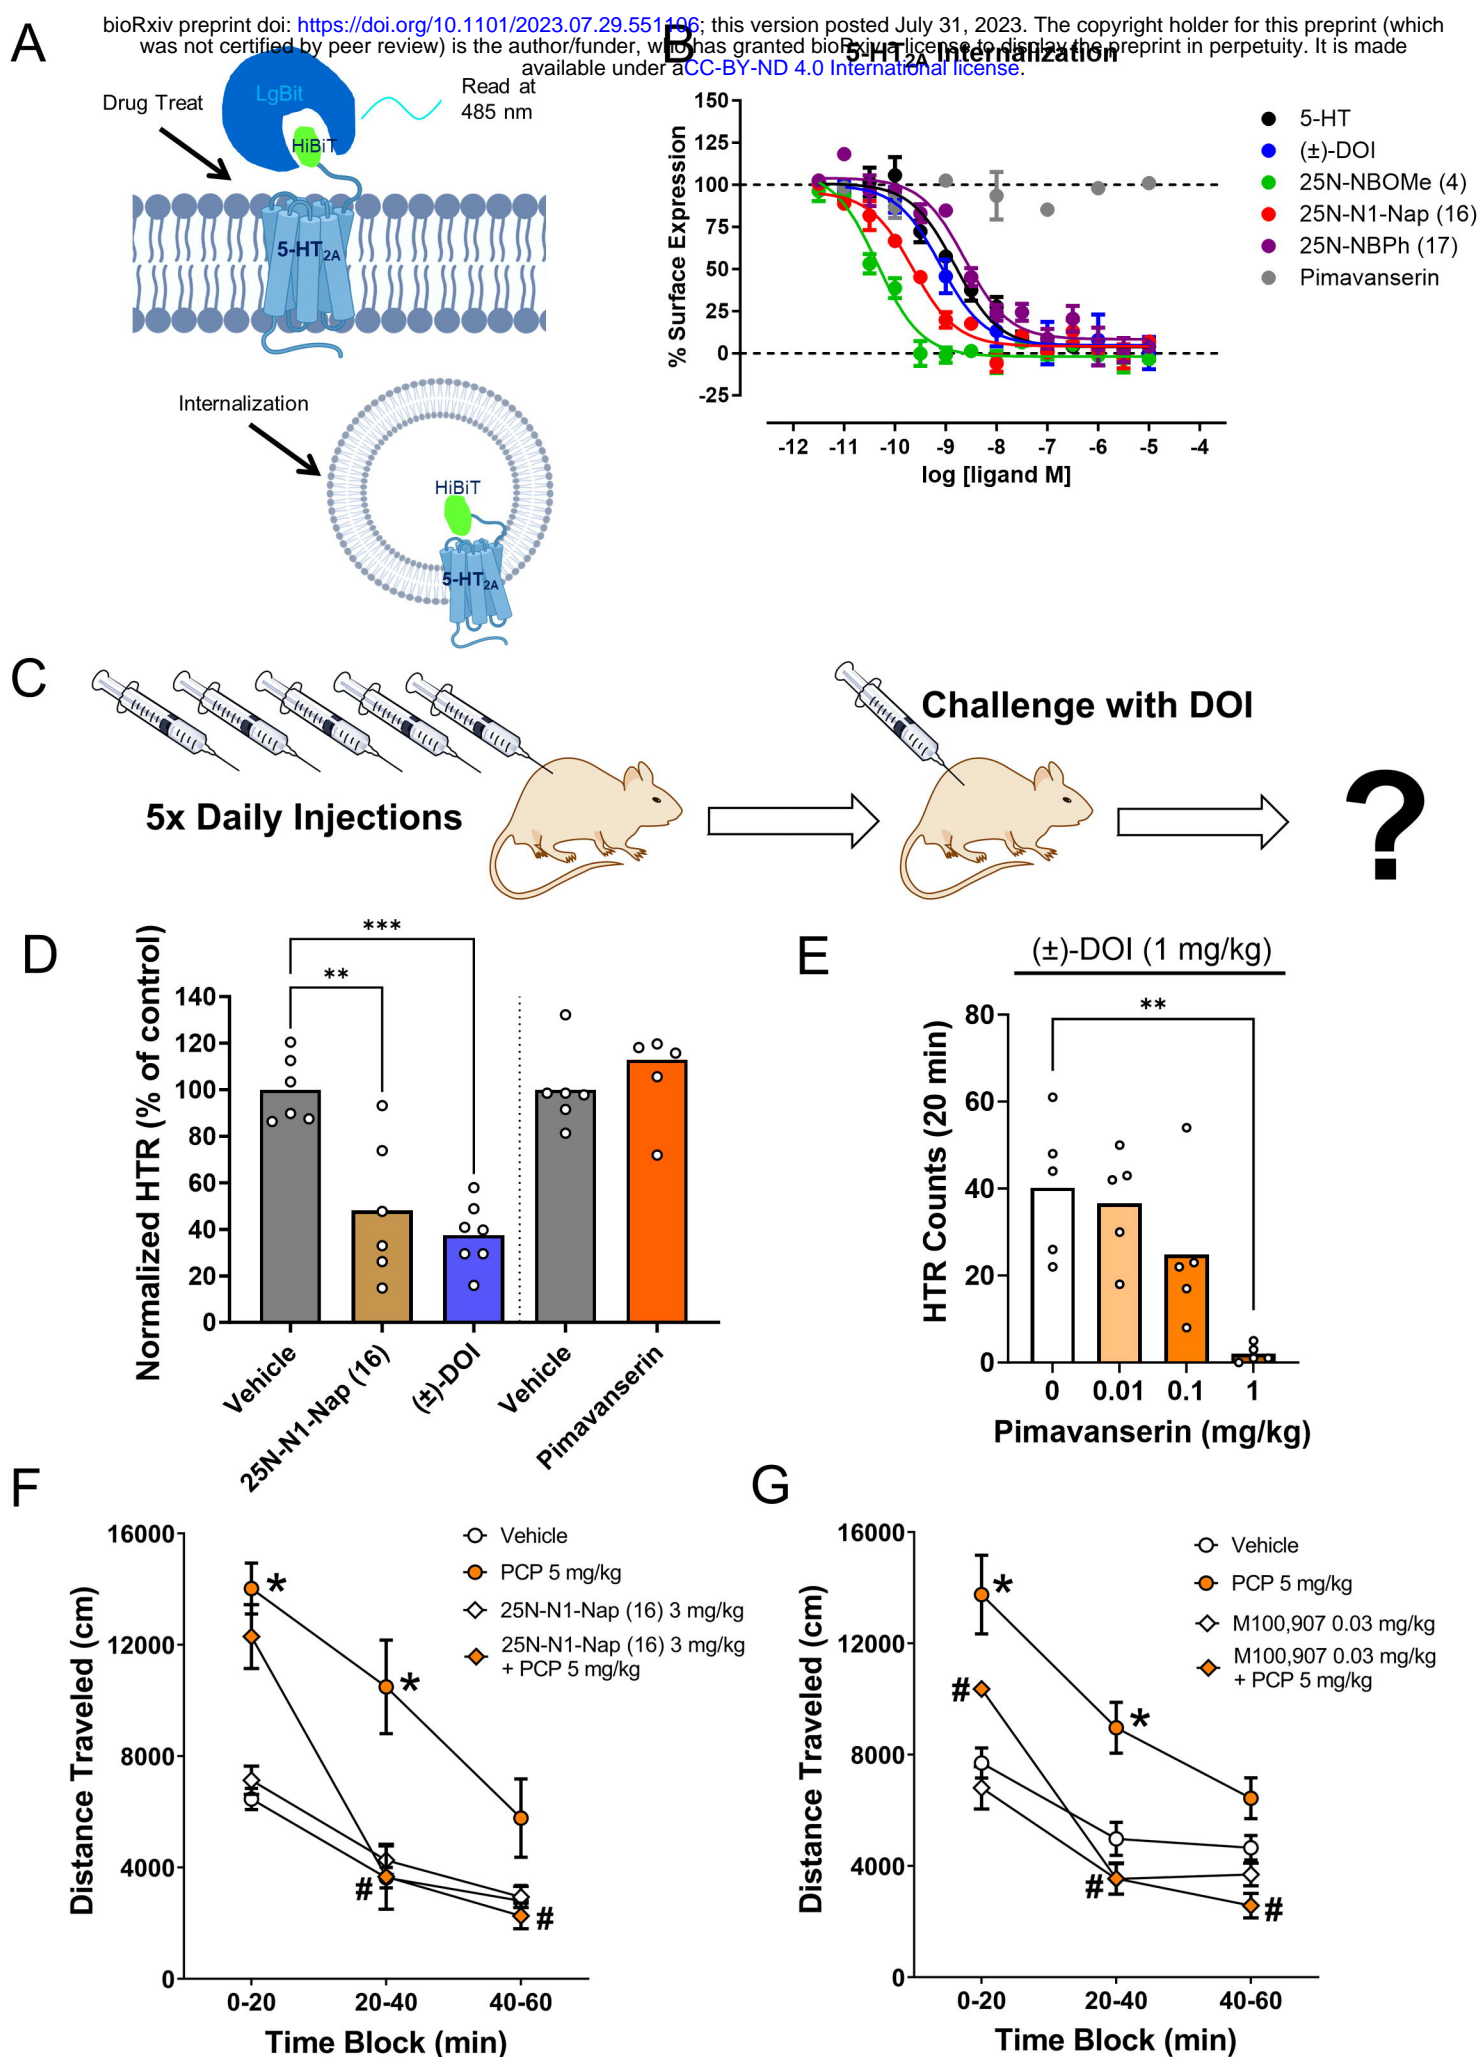 bioRxiv preprint doi: https://doi.org/10.1101/2023.07.29.551106; this version posted July 31, 2023. The copyright holder for this preprint (which
was not certified by peer review) is the author/funder, who has granted bioRxiv a license to display the preprint in perpetuity. It is made
available under aCC-BY-ND 4.0 International license.
A
Drug Treat
LgBit
HiBiT
Read at
485 nm
5-HT2A
Internalization
HiBiT
5-HT2A
B
5-HT2A Internalization
% Surface Expression
150
125
100
75
50
25
0
-25
-12 -11 -10 -9 -8 -7 -6 -5 -4
log [ligand M]
5-HT
(±)-DOI
25N-NBOMe (4)
25N-N1-Nap (16)
25N-NBPh (17)
Pimavanserin
C
5x Daily Injections
Challenge with DOI
?
D
Normalized HTR (% of control)
140
120
100
80
60
40
20
0
**
***
Vehicle
25N-N1-Nap (16)
(±)-DOI
Vehicle
Pimavanserin
E
(±)-DOI (1 mg/kg)
**
HTR Counts (20 min)
80
60
40
20
0
0 0.01 0.1 1
Pimavanserin (mg/kg)
F
Distance Traveled (cm)
16000
12000
8000
4000
0
Vehicle
PCP 5 mg/kg
25N-N1-Nap (16) 3 mg/kg
25N-N1-Nap (16) 3 mg/kg
+ PCP 5 mg/kg
*
*
#
#
0-20 20-40 40-60
Time Block (min)
G
Distance Traveled (cm)
16000
12000
8000
4000
0
Vehicle
PCP 5 mg/kg
M100,907 0.03 mg/kg
M100,907 0.03 mg/kg
+ PCP 5 mg/kg
*
#
*
#
#
0-20 20-40 40-60
Time Block (min)